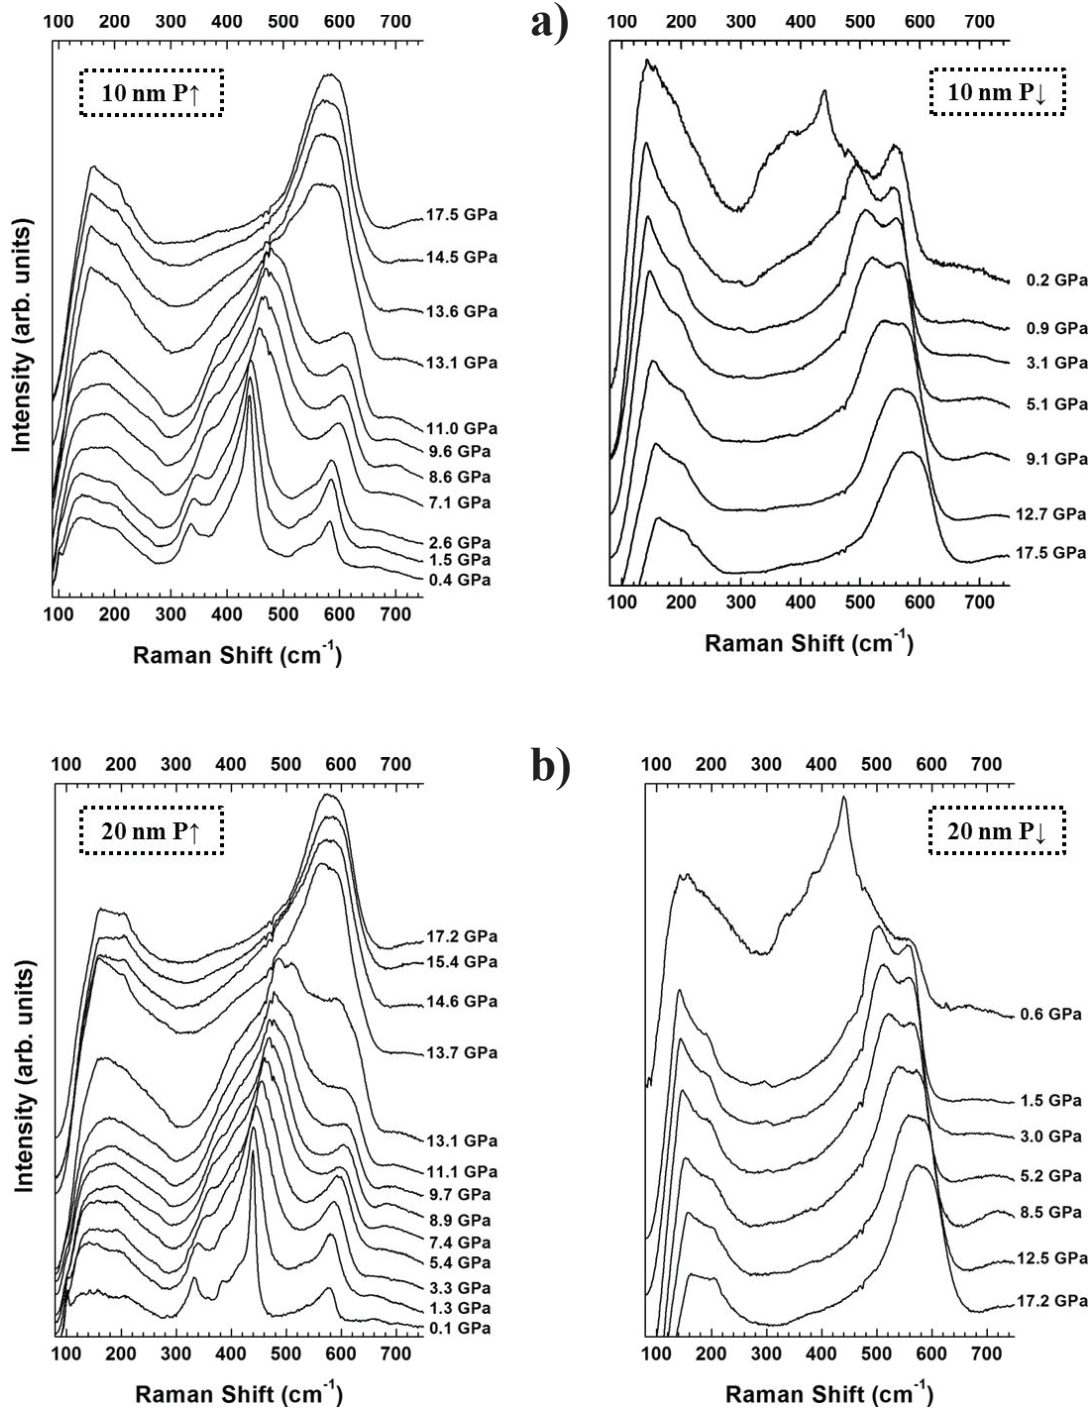 a)
100 200 300 400 500 600 700
10 nm P↑
17.5 GPa
14.5 GPa
13.6 GPa
13.1 GPa
11.0 GPa
9.6 GPa
8.6 GPa
7.1 GPa
2.6 GPa
1.5 GPa
0.4 GPa
Intensity (arb. units)
100 200 300 400 500 600 700
Raman Shift (cm-1)
100 200 300 400 500 600 700
10 nm P↓
0.2 GPa
0.9 GPa
3.1 GPa
5.1 GPa
9.1 GPa
12.7 GPa
17.5 GPa
100 200 300 400 500 600 700
Raman Shift (cm-1)
b)
100 200 300 400 500 600 700
20 nm P↑
17.2 GPa
15.4 GPa
14.6 GPa
13.7 GPa
13.1 GPa
11.1 GPa
9.7 GPa
8.9 GPa
7.4 GPa
5.4 GPa
3.3 GPa
1.3 GPa
0.1 GPa
Intensity (arb. units)
100 200 300 400 500 600 700
Raman Shift (cm-1)
100 200 300 400 500 600 700
20 nm P↓
0.6 GPa
1.5 GPa
3.0 GPa
5.2 GPa
8.5 GPa
12.5 GPa
17.2 GPa
100 200 300 400 500 600 700
Raman Shift (cm-1)